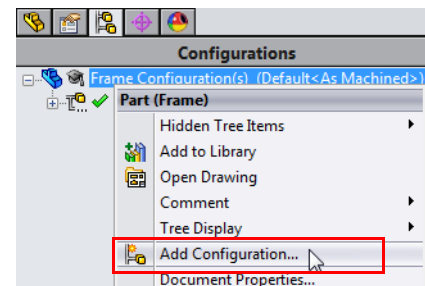 Configurations
Frame Configuration(s) (Default<As Machined>)
Part (Frame)
Hidden Tree Items
Add to Library
Open Drawing
Comment
Tree Display
Add Configuration...
Document Properties...